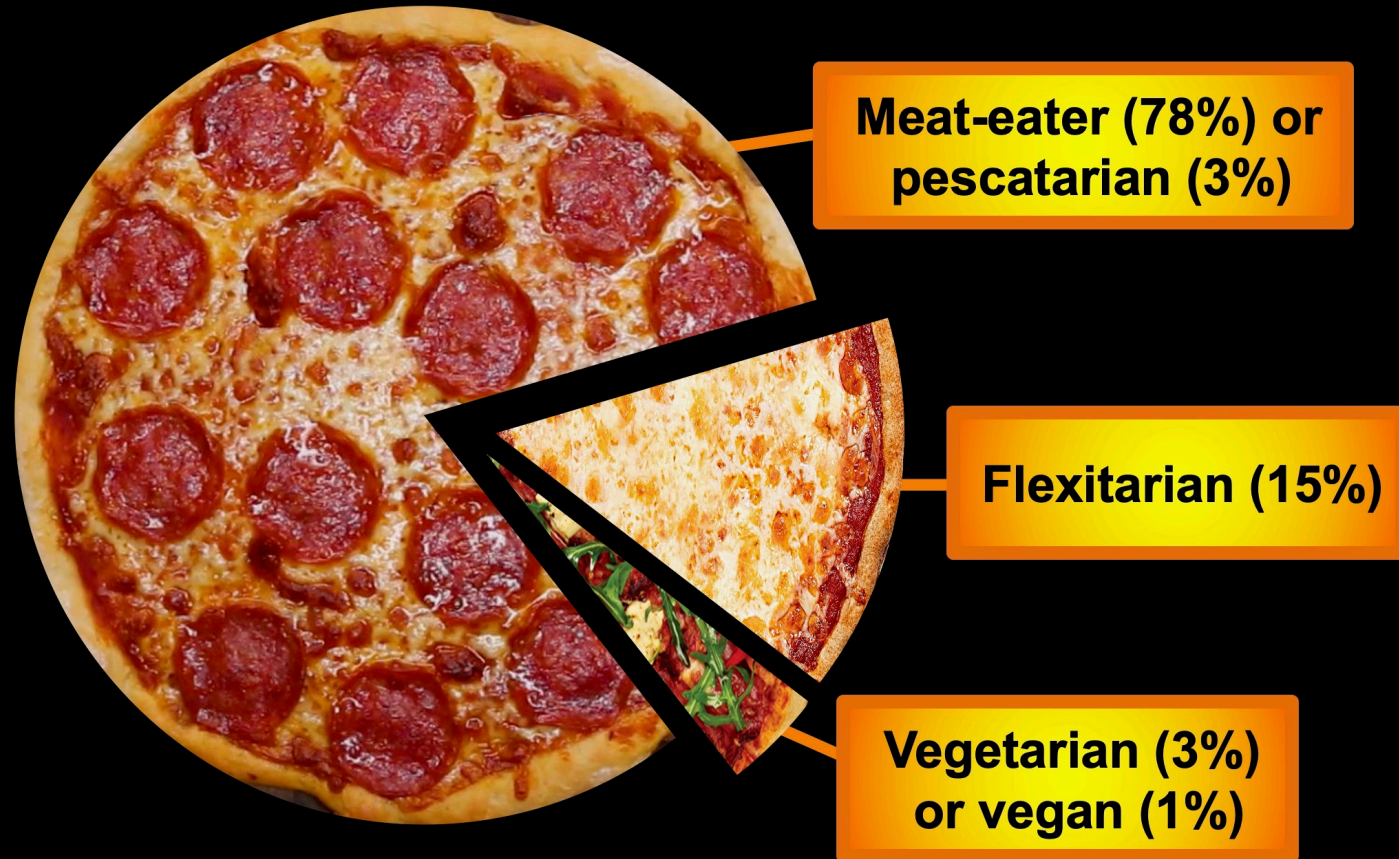 Meat-eater (78%) or
pescatarian (3%)
Flexitarian (15%)
Vegetarian (3%)
or vegan (1%)